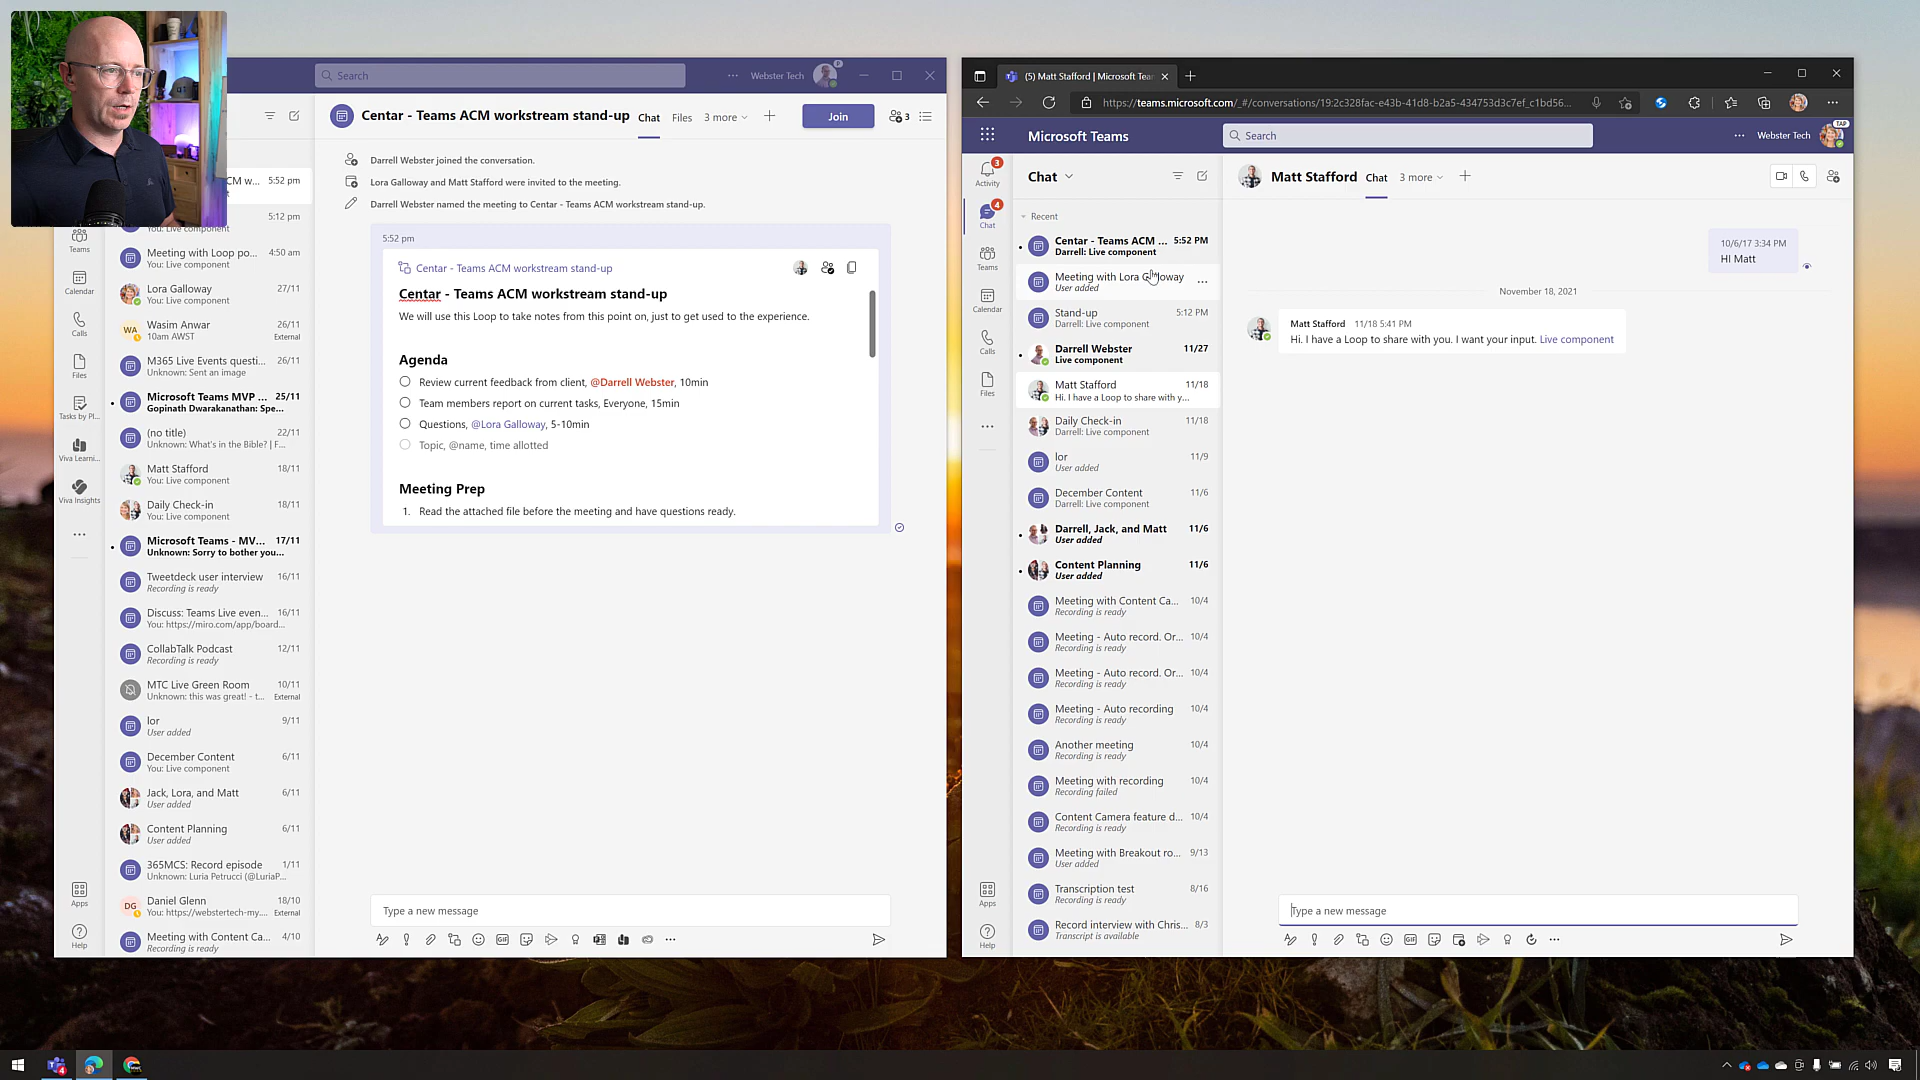 Search
Webster Tech
Centar - Teams ACM workstream stand-up
Chat
Files
3 more
Join
3
CM w...
5:52 pm
5:12 pm
You: Live component
Meeting with Loop po...
4:50 am
You: Live component
Lora Galloway
27/11
You: Live component
WA
Wasim Anwar
26/11
10am AWST
External
M365 Live Events questi...
26/11
Unknown: Sent an image
Microsoft Teams MVP ...
25/11
Gopinath Dwarakanathan: Spe...
(no title)
22/11
Unknown: What's in the Bible? | F...
Matt Stafford
18/11
You: Live component
Daily Check-in
18/11
You: Live component
Microsoft Teams - MV...
17/11
Unknown: Sorry to bother you...
Tweetdeck user interview
16/11
Recording is ready
Discuss: Teams Live even...
16/11
You: https://miro.com/app/board...
CollabTalk Podcast
12/11
Recording is ready
MTC Live Green Room
10/11
Unknown: this was great! - t...
External
lor
9/11
User added
December Content
6/11
You: Live component
Jack, Lora, and Matt
6/11
User added
Content Planning
6/11
User added
365MCS: Record episode
1/11
Unknown: Luria Petrucci (@LuriaP...
DG
Daniel Glenn
18/10
You: https://webstertech-my....
External
Meeting with Content Ca...
4/10
Recording is ready
Teams
Calendar
Calls
Files
Tasks by Pl...
Viva Learni...
Viva Insights
Apps
Help
Darrell Webster joined the conversation.
Lora Galloway and Matt Stafford were invited to the meeting.
Darrell Webster named the meeting to Centar - Teams ACM workstream stand-up.
5:52 pm
Centar - Teams ACM workstream stand-up
Centar - Teams ACM workstream stand-up
We will use this Loop to take notes from this point on, just to get used to the experience.
Agenda
Review current feedback from client, @Darrell Webster, 10min
Team members report on current tasks, Everyone, 15min
Questions, @Lora Galloway, 5-10min
Topic, @name, time allotted
Meeting Prep
1. Read the attached file before the meeting and have questions ready.
Type a new message
GIF
(5) Matt Stafford | Microsoft Tea
https://teams.microsoft.com/_#/conversations/19:2c328fac-e43b-41d8-b2a5-434753d3c7ef_c1bd56...
Microsoft Teams
Search
Webster Tech
TAP
3
Activity
4
Chat
Teams
Calendar
Calls
Files
Apps
Help
Chat
Recent
Centar - Teams ACM ...
5:52 PM
Darrell: Live component
Meeting with Lora Galloway
User added
Stand-up
5:12 PM
Darrell: Live component
Darrell Webster
11/27
Live component
Matt Stafford
11/18
Hi. I have a Loop to share with y...
Daily Check-in
11/18
Darrell: Live component
lor
11/9
User added
December Content
11/6
Darrell: Live component
Darrell, Jack, and Matt
11/6
User added
Content Planning
11/6
User added
Meeting with Content Ca...
10/4
Recording is ready
Meeting - Auto record. Or...
10/4
Recording is ready
Meeting - Auto record. Or...
10/4
Recording is ready
Meeting - Auto recording
10/4
Recording is ready
Another meeting
10/4
Recording is ready
Meeting with recording
10/4
Recording failed
Content Camera feature d...
10/4
Recording is ready
Meeting with Breakout ro...
9/13
User added
Transcription test
8/16
Recording is ready
Record interview with Chris...
8/3
Transcript is available
Matt Stafford
Chat
3 more
10/6/17 3:34 PM
HI Matt
November 18, 2021
Matt Stafford 11/18 5:41 PM
Hi. I have a Loop to share with you. I want your input. Live component
Type a new message
GIF
4